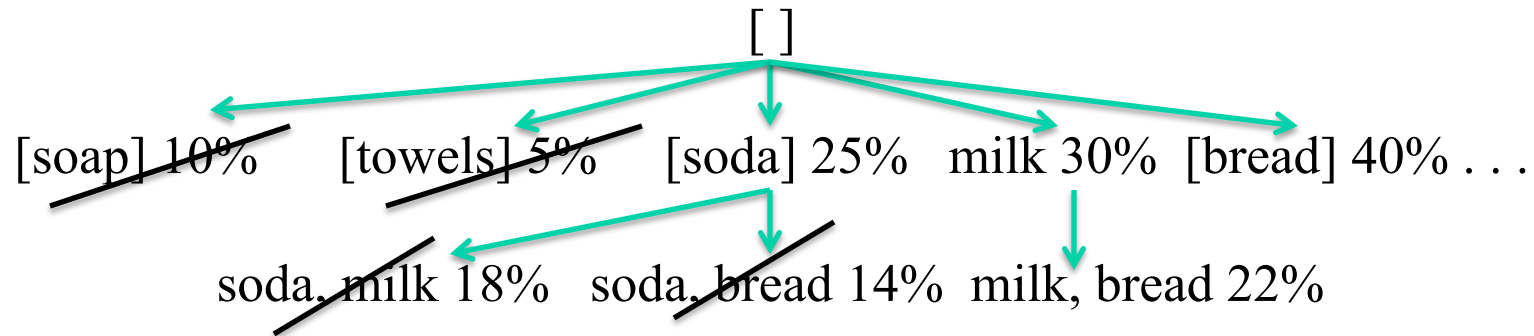 [ ]
[soap] 10% [towels] 5% [soda] 25% milk 30% [bread] 40% . . .
soda, milk 18% soda, bread 14% milk, bread 22%